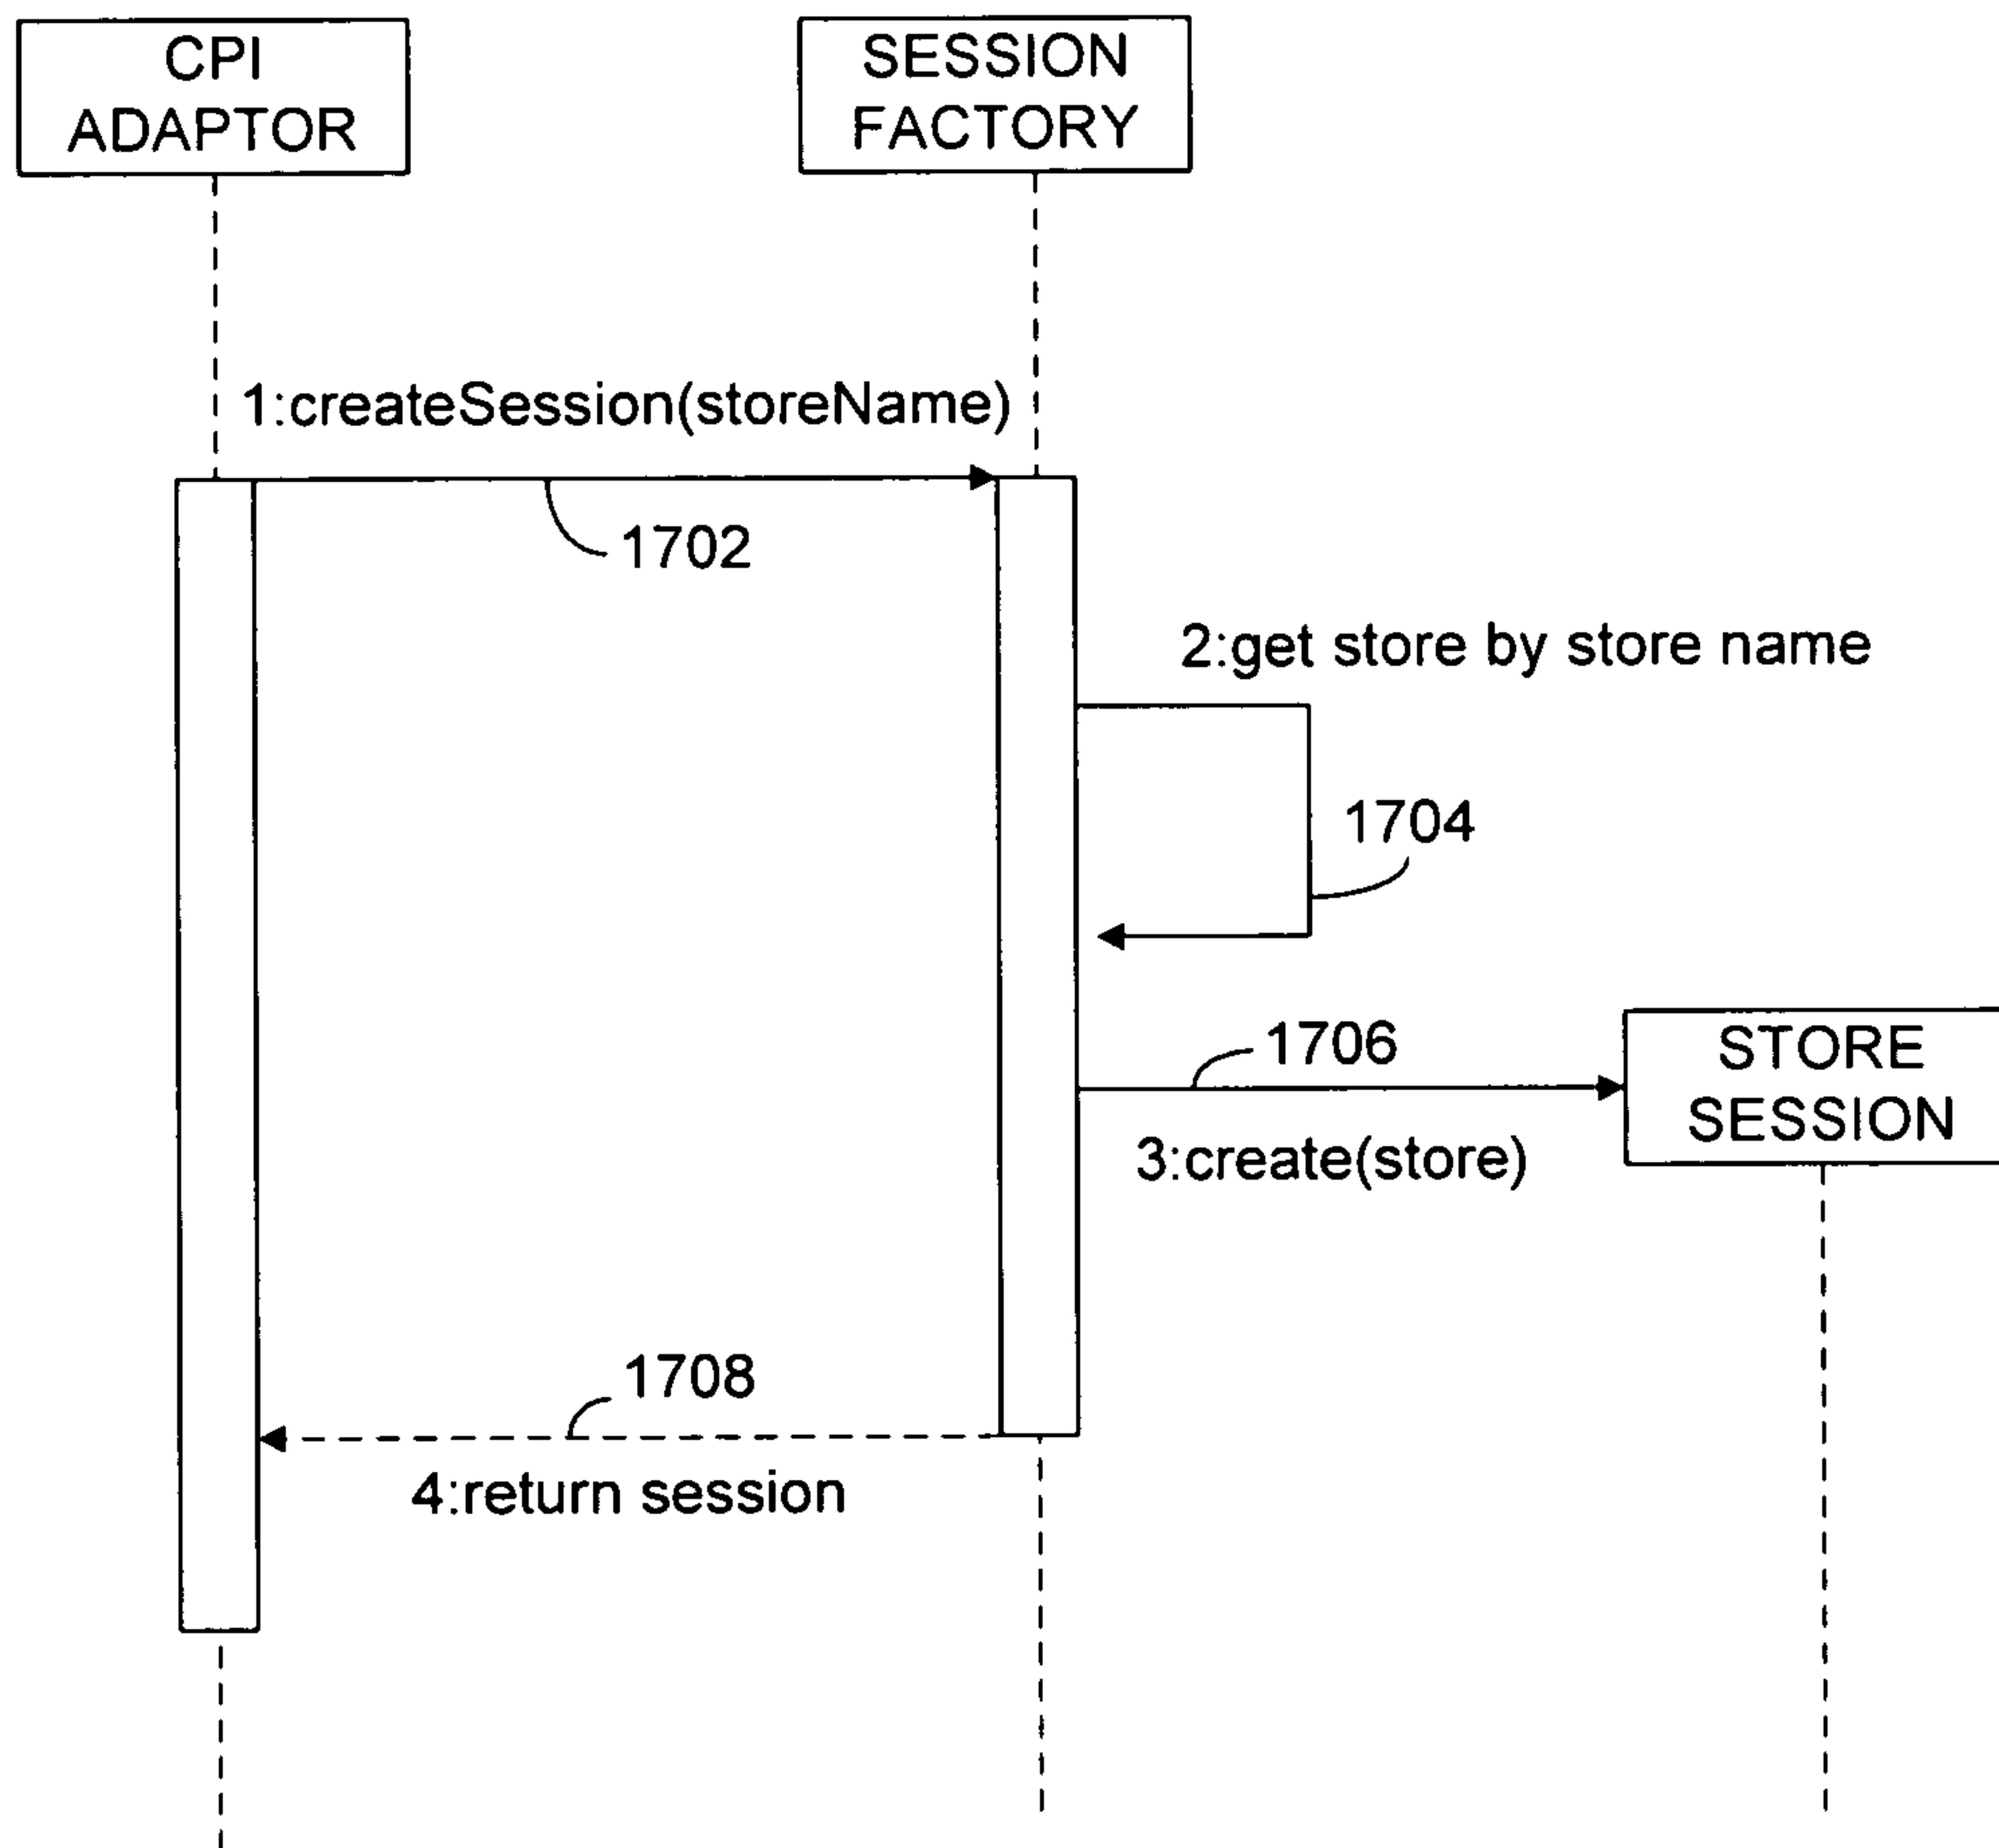 CPI
ADAPTOR
SESSION
FACTORY
1:createSession(storeName)
1702
2:get store by store name
1704
1706
STORE
SESSION
3:create(store)
1708
4:return session